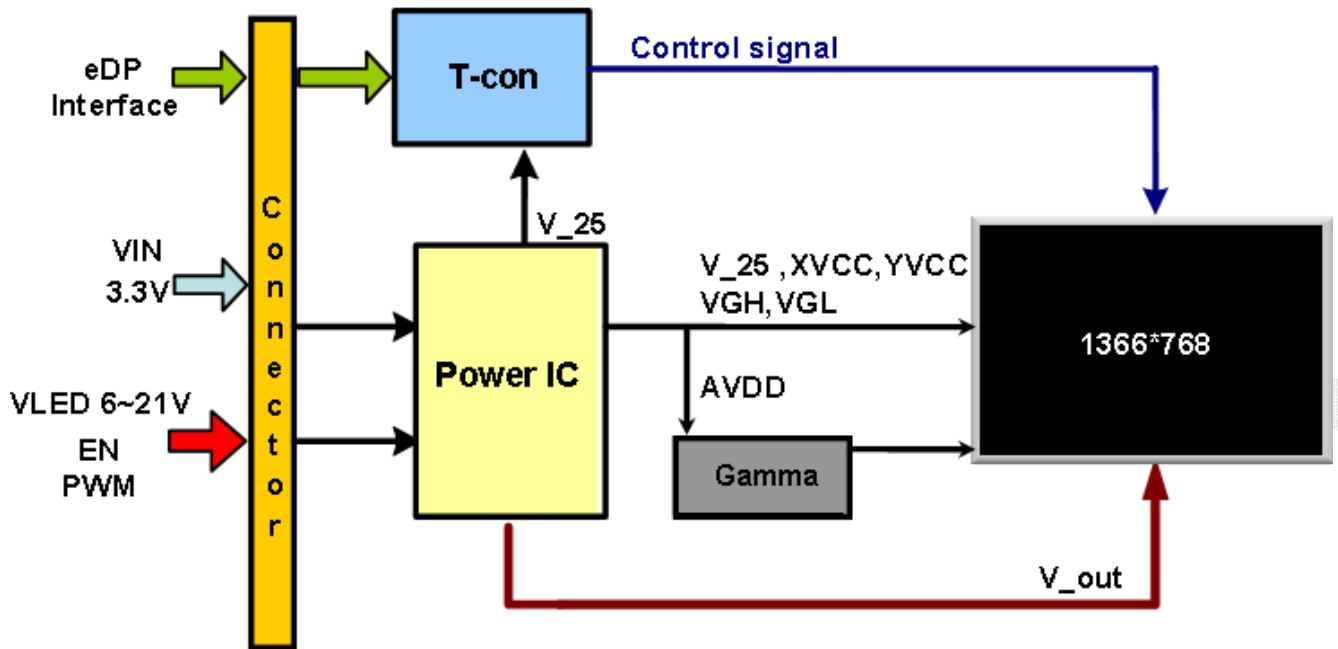 eDP
Interface
Connector
T-con
Control signal
VIN
3.3V
V_25
V_25 ,XVCC,YVCC
VGH,VGL
1366*768
Power IC
AVDD
VLED 6~21V
EN
PWM
Gamma
V_out